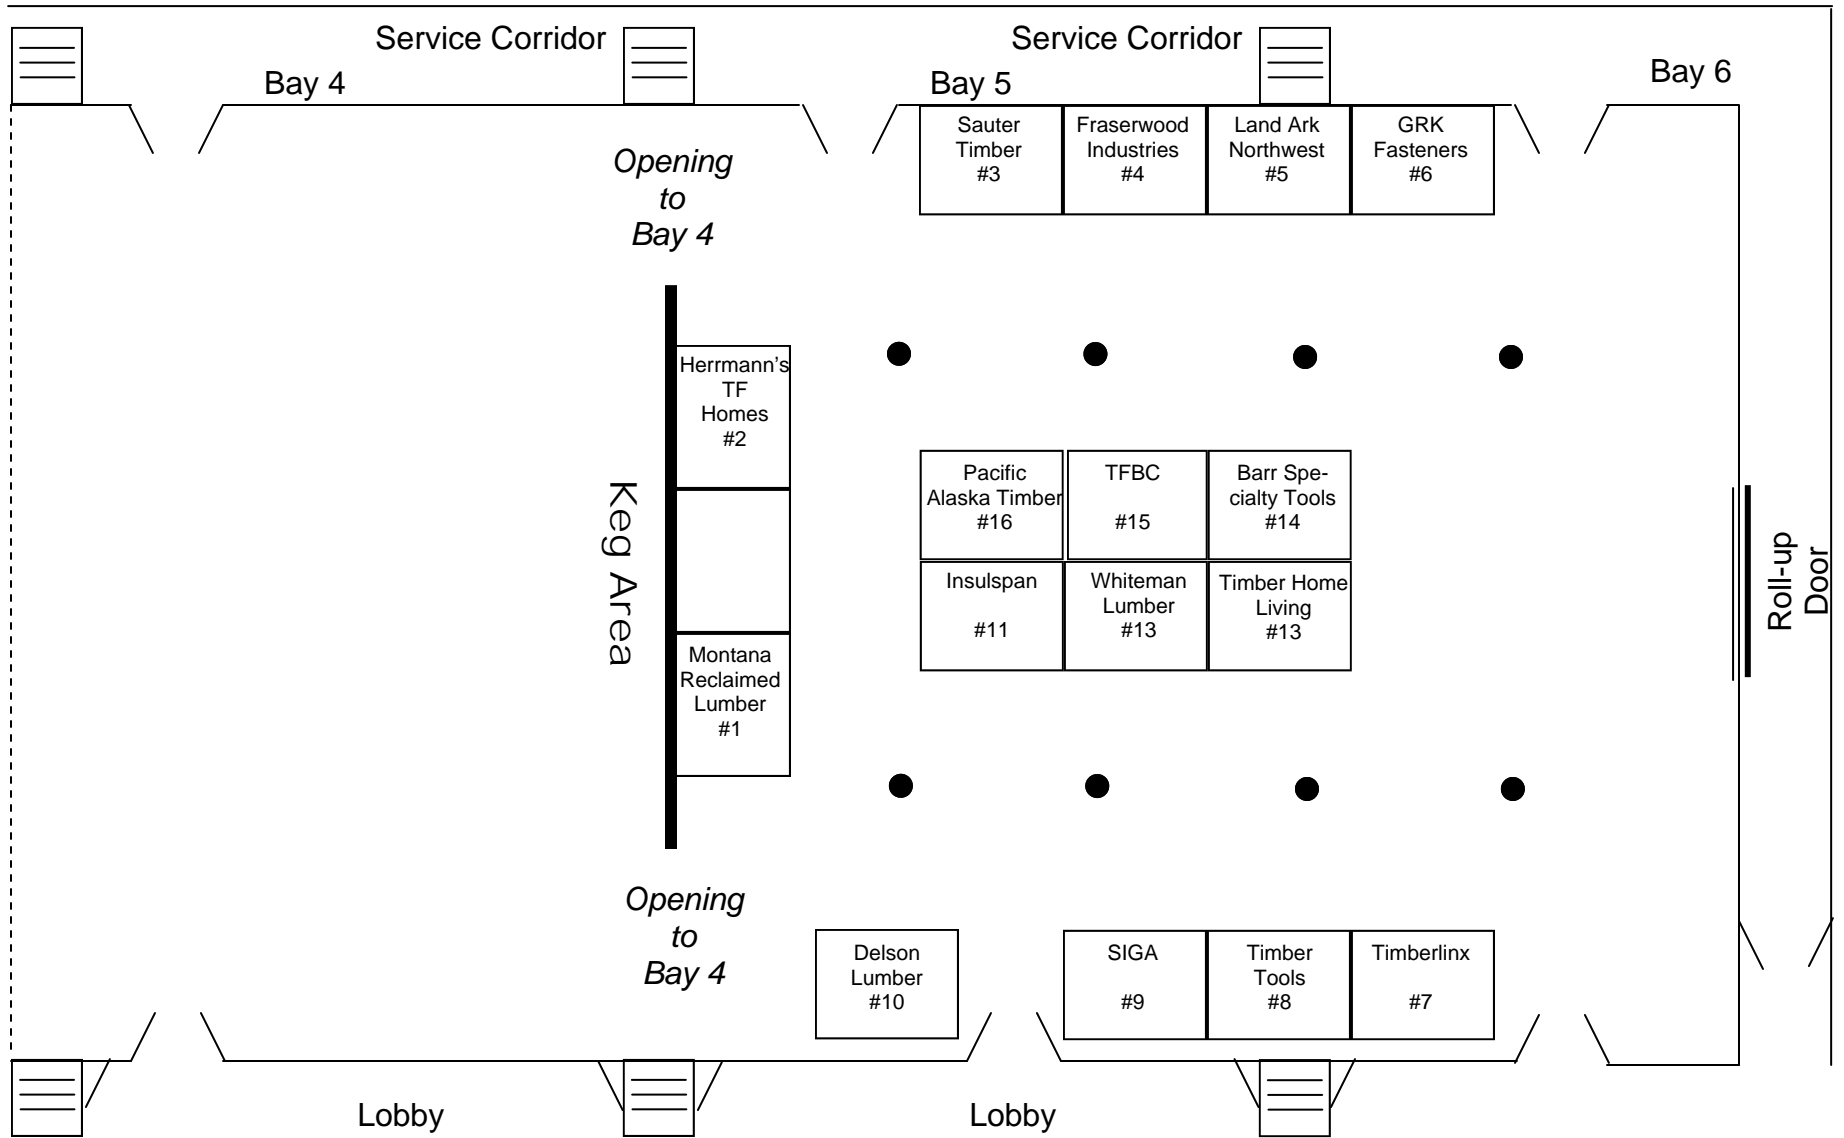 Service Corridor
Service Corridor
Bay 4
Bay 5
Bay 6
Sauter
Timber
#3
Fraserwood
Industries
#4
Land Ark
Northwest
#5
GRK
Fasteners
#6
Opening
to
Bay 4
Herrmann’s
TF
Homes
#2
Keg Area
Montana
Reclaimed
Lumber
#1
Pacific
Alaska Timber
#16
TFBC
#15
Barr Spe-
cialty Tools
#14
Insulspan
#11
Whiteman
Lumber
#13
Timber Home
Living
#13
Roll-up
Door
Opening
to
Bay 4
Delson
Lumber
#10
SIGA
#9
Timber
Tools
#8
Timberlinx
#7
Lobby
Lobby